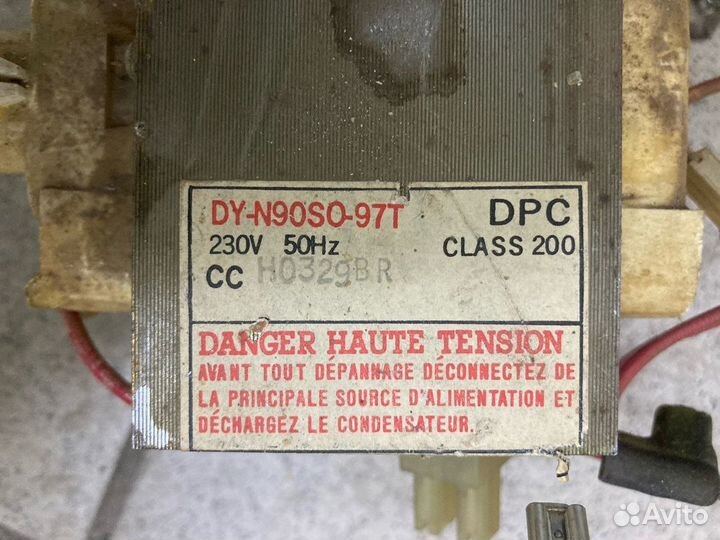 DY-N90S0-97T DPC
230V 50Hz CLASS 200
CC H0329BR
DANGER HAUTE TENSION
AVANT TOUT DÉPANNAGE DÉCONNECTEZ DE
LA PRINCIPALE SOURCE D'ALIMENTATION ET
DÉCHARGEZ LE CONDENSATEUR.
Avito